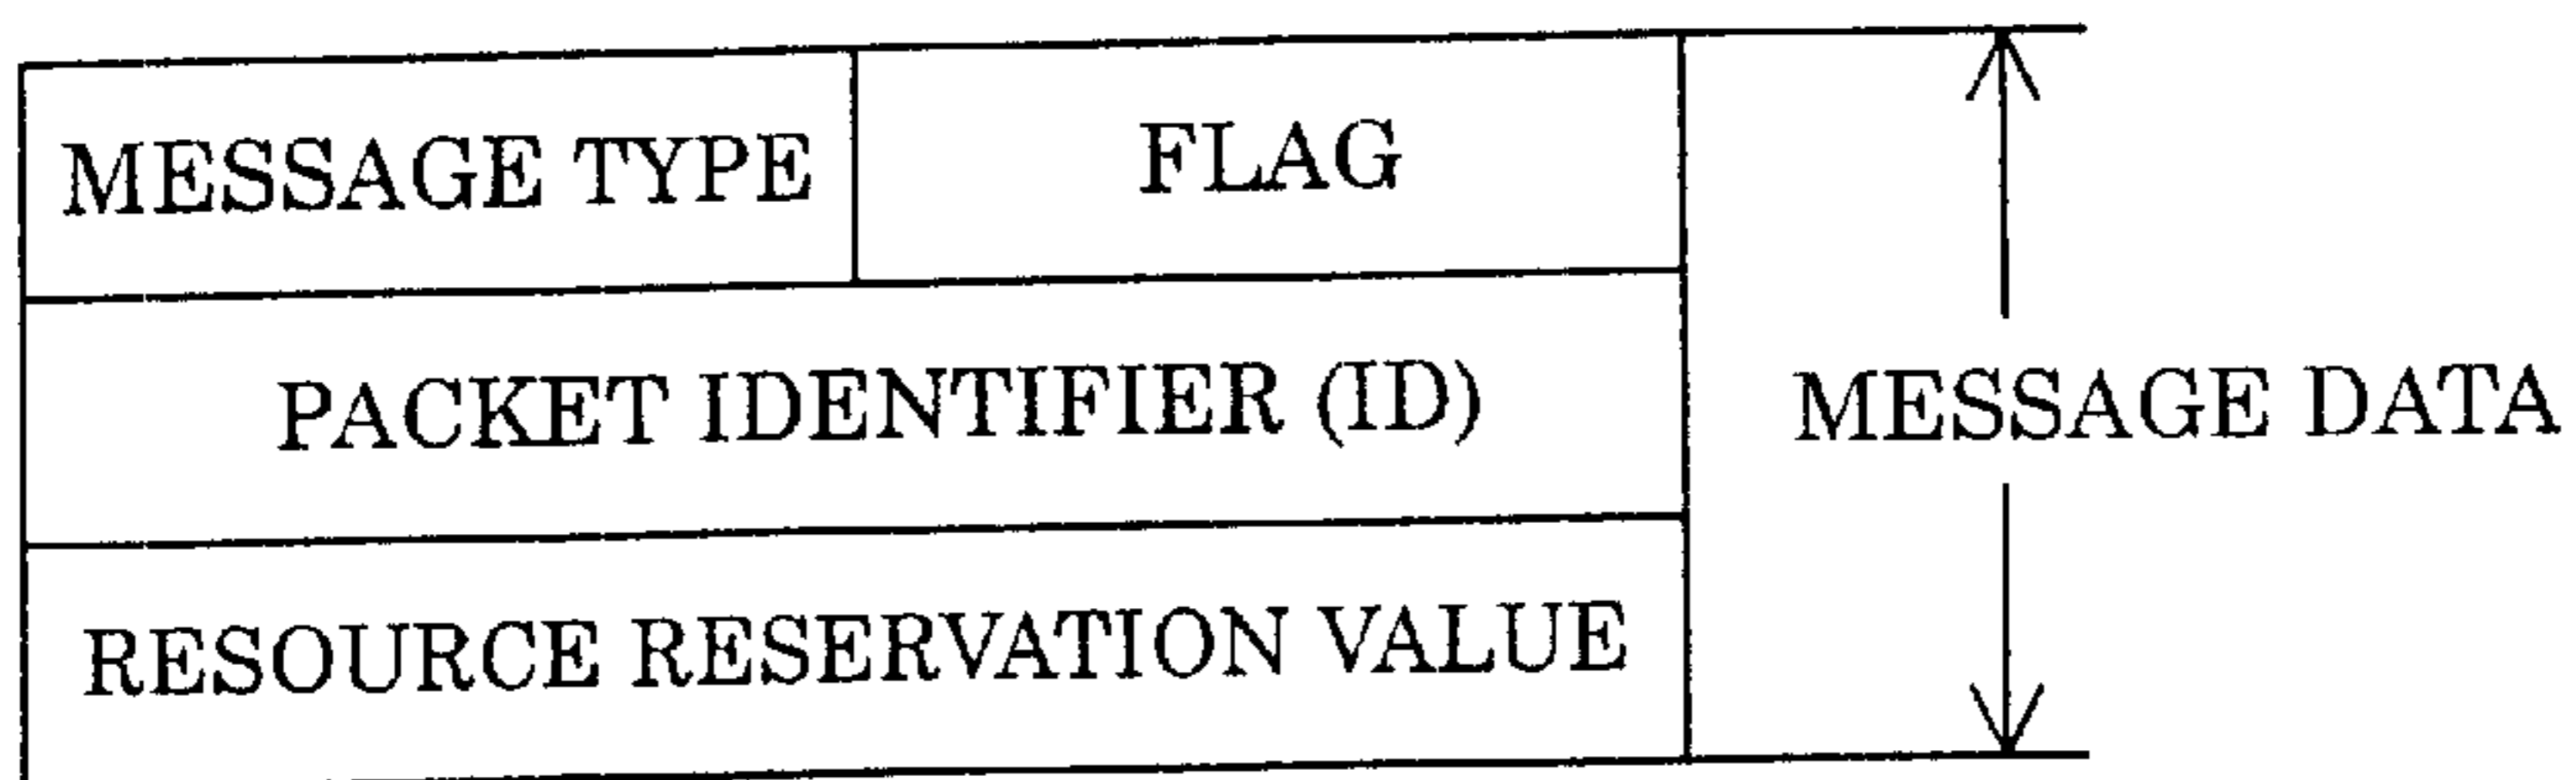 MESSAGE TYPE FLAG
PACKET IDENTIFIER (ID)
MESSAGE DATA
RESOURCE RESERVATION VALUE